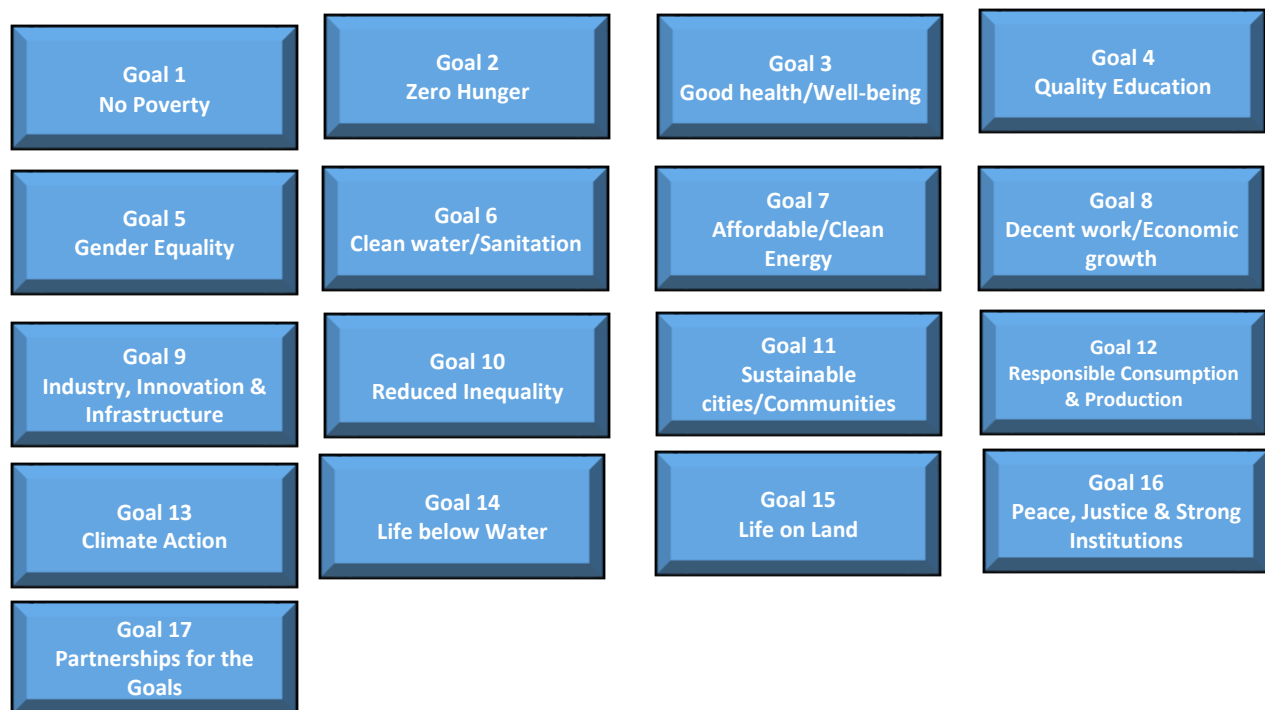 Goal 1
No Poverty
Goal 2
Zero Hunger
Goal 3
Good health/Well-being
Goal 4
Quality Education
Goal 5
Gender Equality
Goal 6
Clean water/Sanitation
Goal 7
Affordable/Clean
Energy
Goal 8
Decent work/Economic
growth
Goal 9
Industry, Innovation &
Infrastructure
Goal 10
Reduced Inequality
Goal 11
Sustainable
cities/Communities
Goal 12
Responsible Consumption
& Production
Goal 13
Climate Action
Goal 14
Life below Water
Goal 15
Life on Land
Goal 16
Peace, Justice & Strong
Institutions
Goal 17
Partnerships for the
Goals